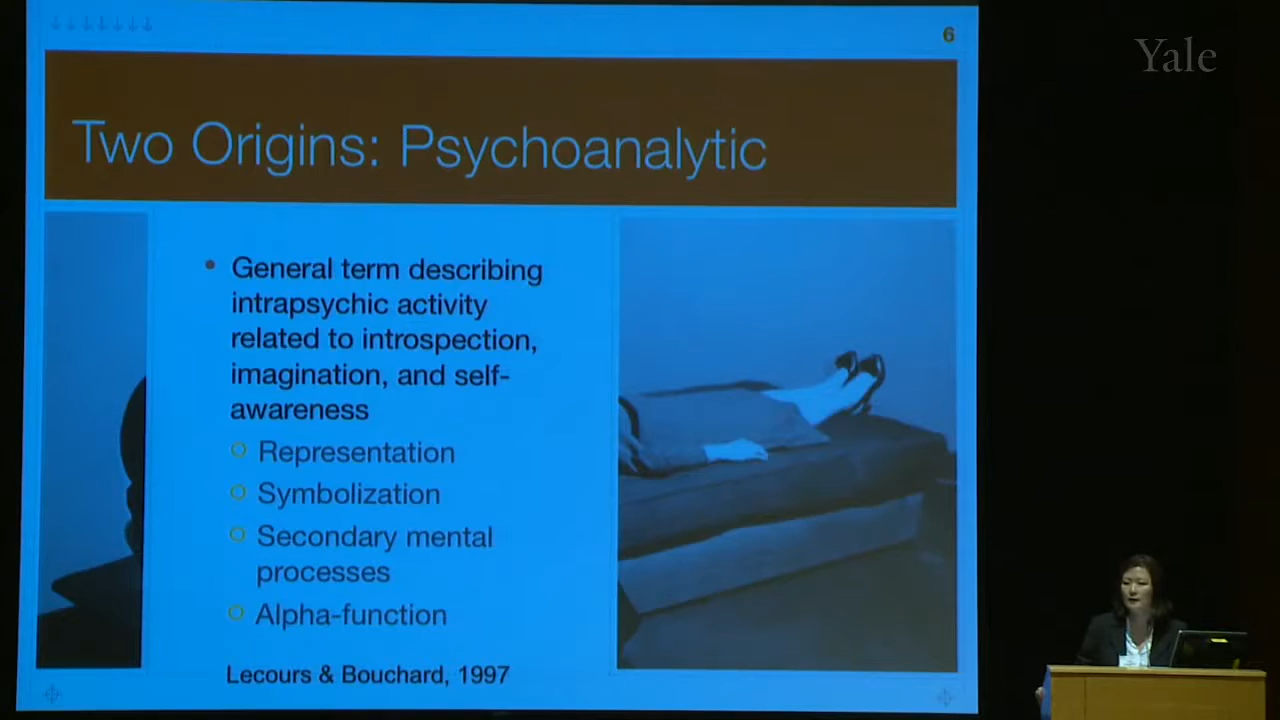 6
Yale
Two Origins: Psychoanalytic
• General term describing
intrapsychic activity
related to introspection,
imagination, and self-
awareness
Representation
Symbolization
Secondary mental
processes
Alpha-function
Lecours & Bouchard, 1997